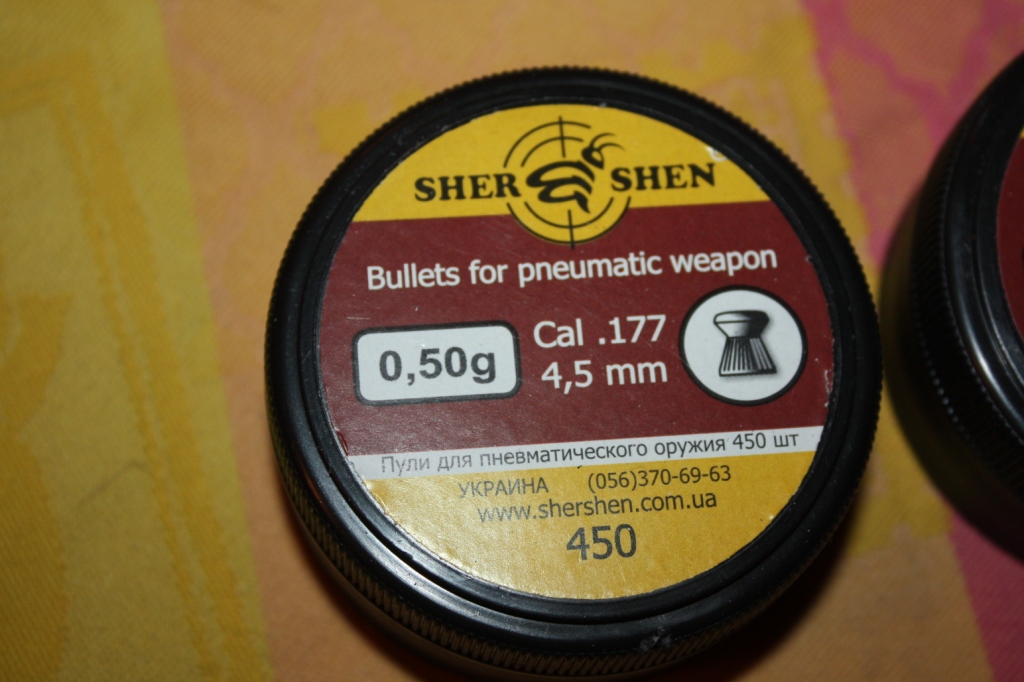 SHER SHEN
Bullets for pneumatic weapon
0,50g
Cal .177
4,5 mm
Пули для пневматического оружия 450 шт
УКРАИНА (056)370-69-63
www.shershen.com.ua
450